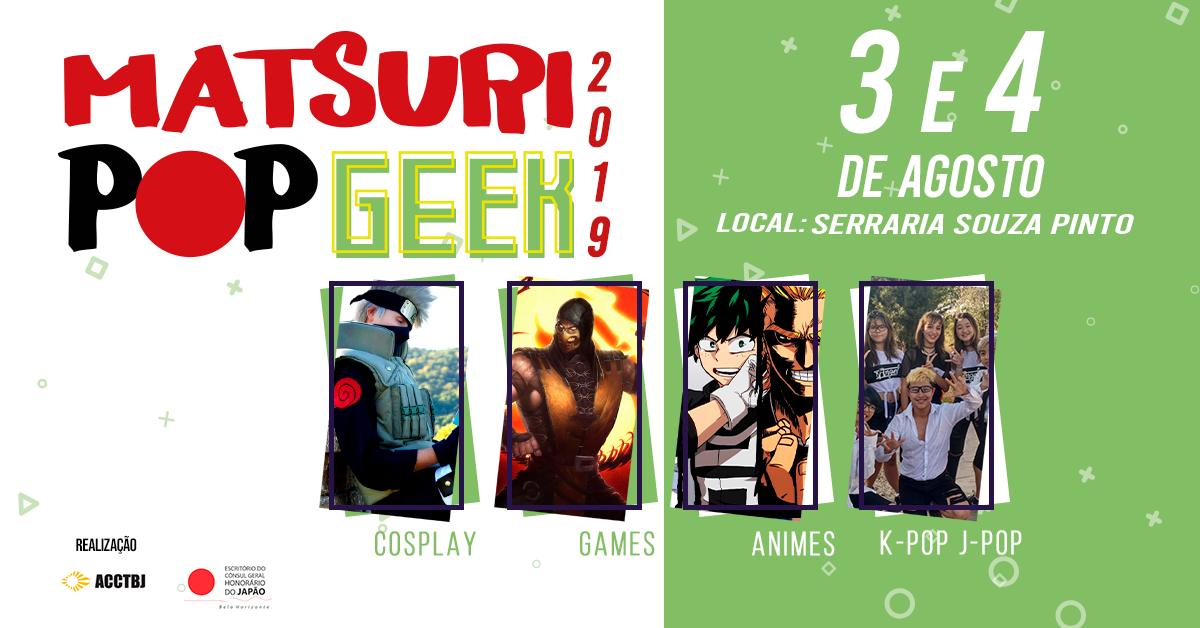 MATSURI
POP GEEK
2019
3 E 4
DE AGOSTO
LOCAL: SERRARIA SOUZA PINTO
COSPLAY
GAMES
ANIMES
K-POP J-POP
REALIZAÇÃO
ACCTBJ
ESCRITÓRIO DO
CÔNSUL GERAL
HONORÁRIO
DO JAPÃO
Belo Horizonte